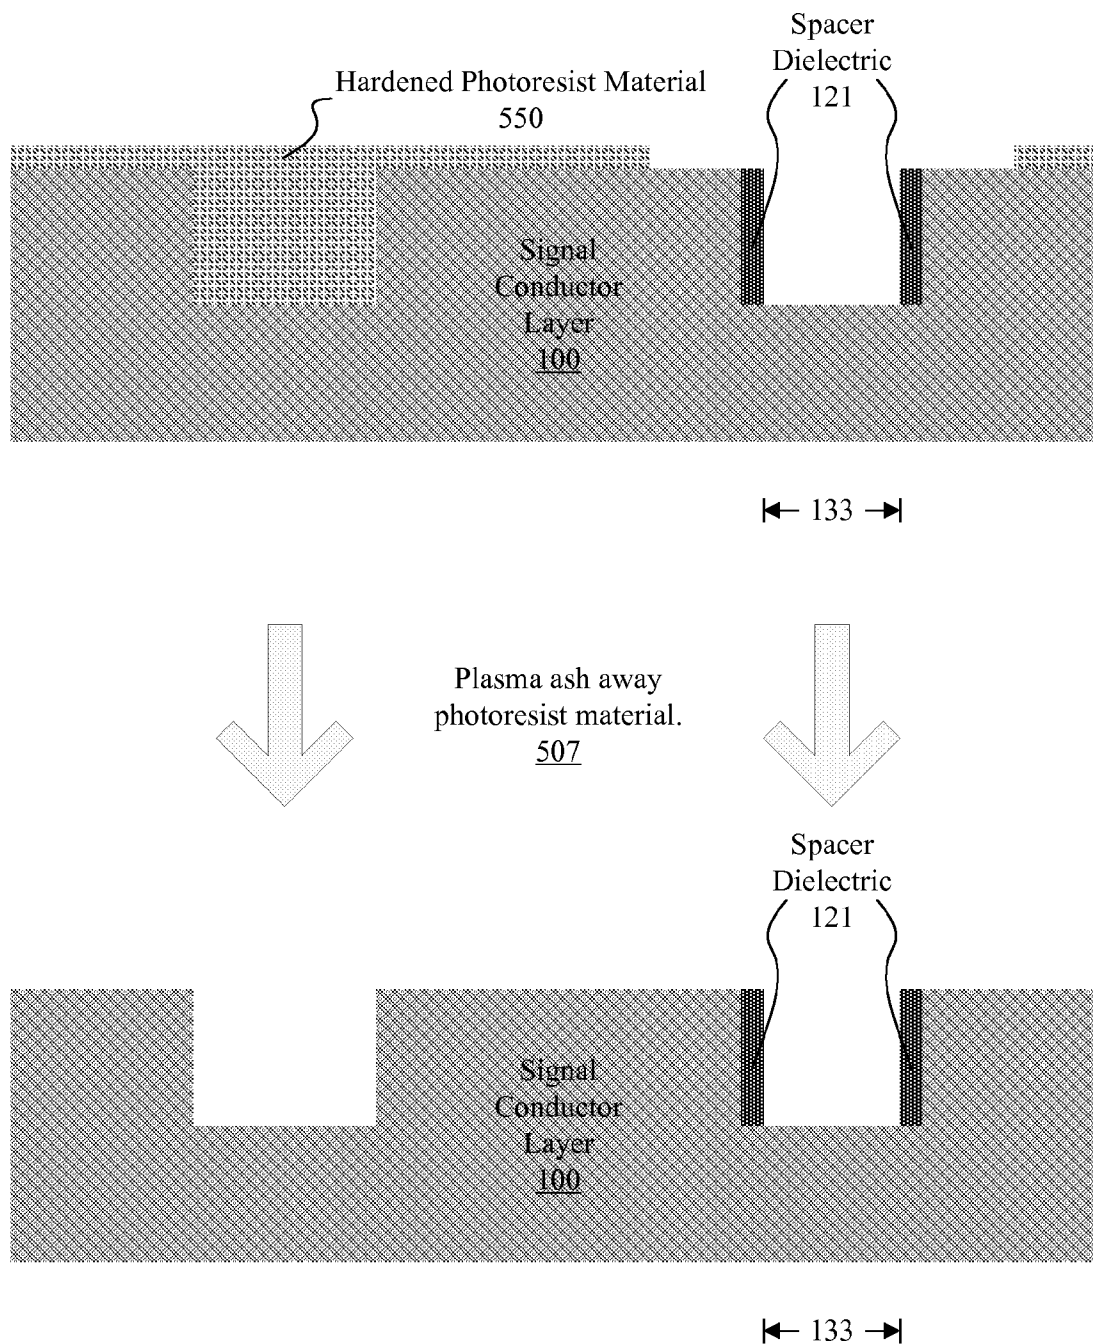 Spacer
Dielectric
121
Hardened Photoresist Material
550
Signal
Conductor
Layer
100
133
Plasma ash away
photoresist material.
507
Spacer
Dielectric
121
Signal
Conductor
Layer
100
133